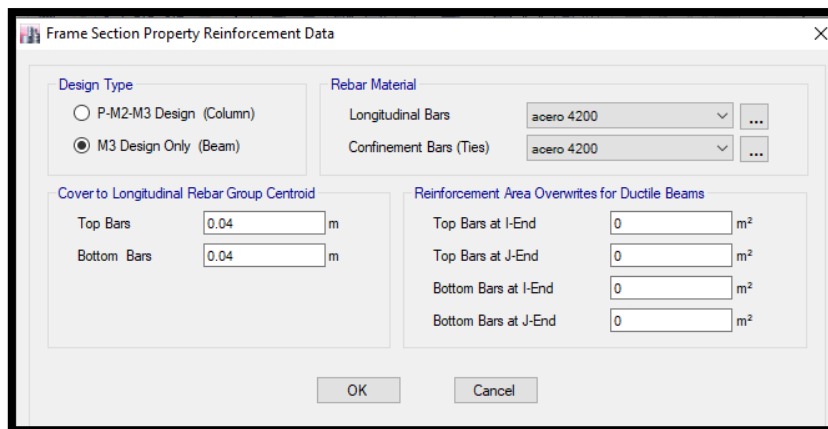 Frame Section Property Reinforcement Data
Design Type
P-M2-M3 Design (Column)
M3 Design Only (Beam)
Rebar Material
Longitudinal Bars acero 4200 ...
Confinement Bars (Ties) acero 4200 ...
Cover to Longitudinal Rebar Group Centroid
Top Bars 0.04 m
Bottom Bars 0.04 m
Reinforcement Area Overwrites for Ductile Beams
Top Bars at I-End 0 m²
Top Bars at J-End 0 m²
Bottom Bars at I-End 0 m²
Bottom Bars at J-End 0 m²
OK Cancel